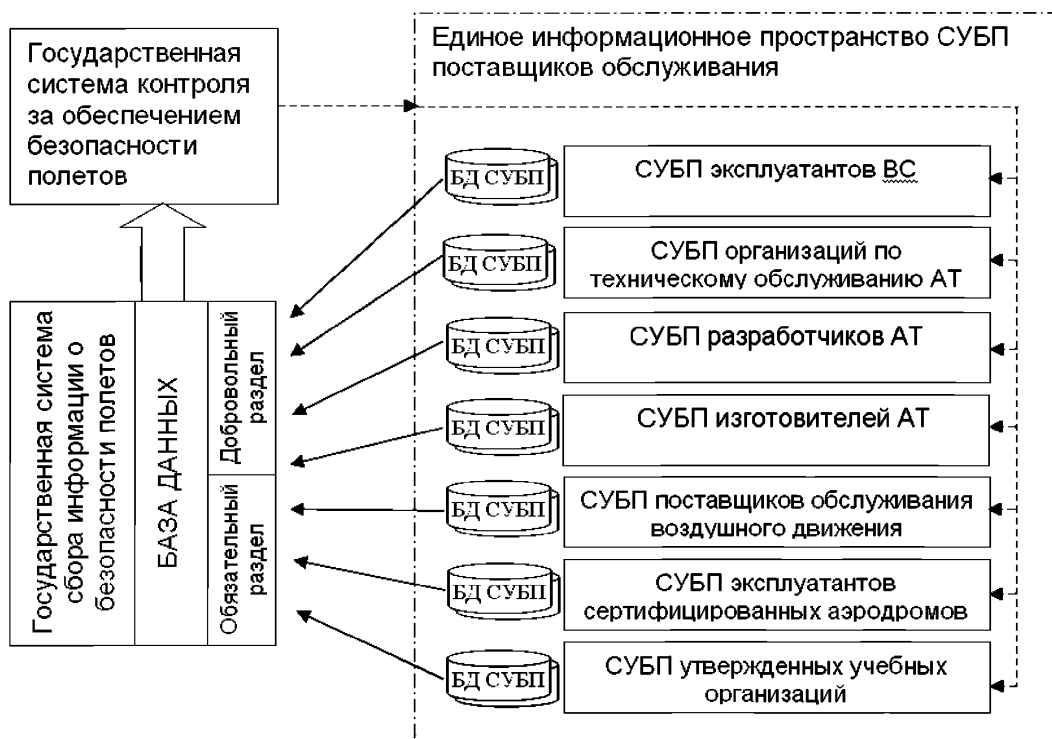 Государственная
система контроля
за обеспечением
безопасности
полетов
Единое информационное пространство СУБП
поставщиков обслуживания
БД СУБП
СУБП эксплуатантов ВС
БД СУБП
СУБП организаций по
техническому обслуживанию АТ
БД СУБП
СУБП разработчиков АТ
БД СУБП
СУБП изготовителей АТ
БД СУБП
СУБП поставщиков обслуживания
воздушного движения
БД СУБП
СУБП эксплуатантов
сертифицированных аэродромов
БД СУБП
СУБП утвержденных учебных
организаций
Государственная система
сбора информации о
безопасности полетов
БАЗА ДАННЫХ
Добровольный
раздел
Обязательный
раздел